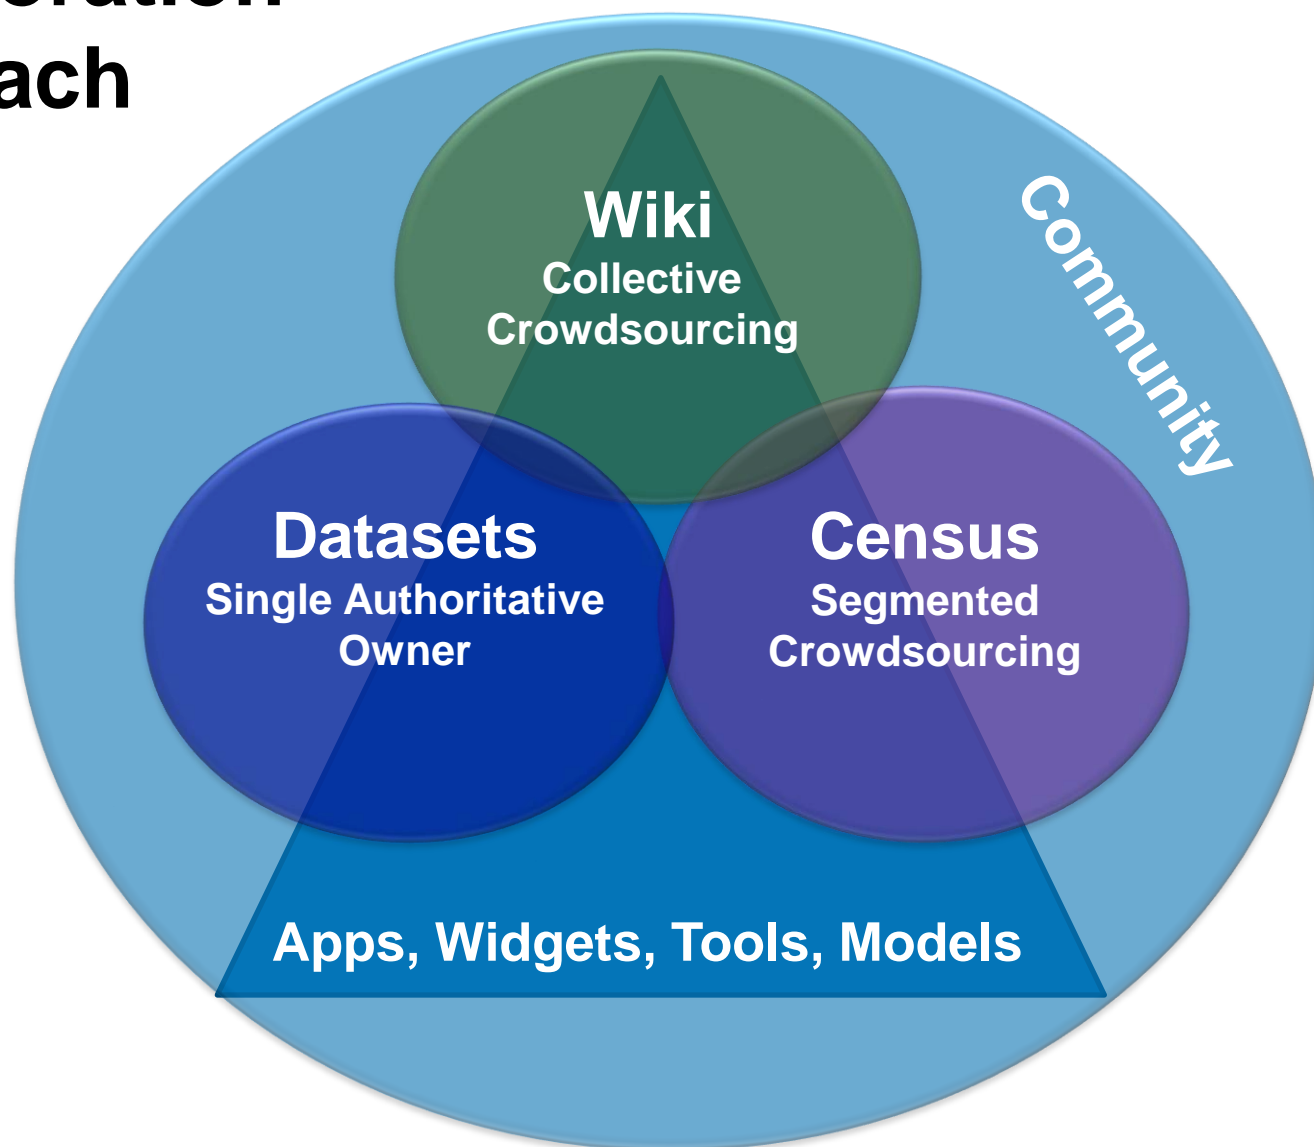 ach
Wiki
Collective
Crowdsourcing
Community
Datasets
Single Authoritative
Owner
Census
Segmented
Crowdsourcing
Apps, Widgets, Tools, Models